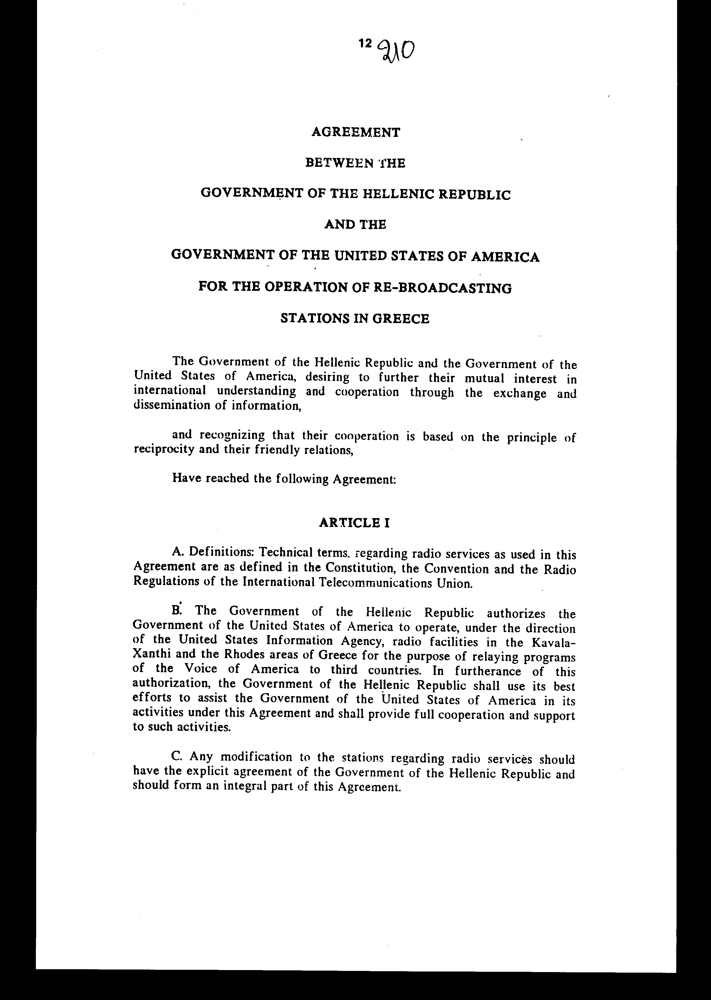 12 210
AGREEMENT
BETWEEN THE
GOVERNMENT OF THE HELLENIC REPUBLIC
AND THE
GOVERNMENT OF THE UNITED STATES OF AMERICA
FOR THE OPERATION OF RE-BROADCASTING
STATIONS IN GREECE
The Government of the Hellenic Republic and the Government of the
United States of America, desiring to further their mutual interest in
international understanding and cooperation through the exchange and
dissemination of information,
and recognizing that their cooperation is based on the principle of
reciprocity and their friendly relations,
Have reached the following Agreement:
ARTICLE I
A. Definitions: Technical terms, regarding radio services as used in this
Agreement are as defined in the Constitution, the Convention and the Radio
Regulations of the International Telecommunications Union.
B. The Government of the Hellenic Republic authorizes the
Government of the United States of America to operate, under the direction
of the United States Information Agency, radio facilities in the Kavala-
Xanthi and the Rhodes areas of Greece for the purpose of relaying programs
of the Voice of America to third countries. In furtherance of this
authorization, the Government of the Hellenic Republic shall use its best
efforts to assist the Government of the United States of America in its
activities under this Agreement and shall provide full cooperation and support
to such activities.
C. Any modification to the stations regarding radio services should
have the explicit agreement of the Government of the Hellenic Republic and
should form an integral part of this Agreement.